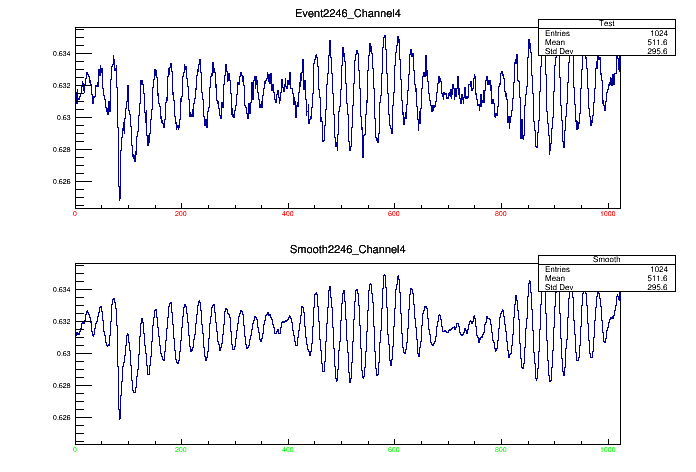 Event2246_Channel4
Test
Entries 1024
Mean 511.6
Std Dev 295.6
0.634
0.632
0.63
0.628
0.626
0 200 400 600 800 1000
Smooth2246_Channel4
Smooth
Entries 1024
Mean 511.6
Std Dev 295.6
0.634
0.632
0.63
0.628
0.626
0 200 400 600 800 1000